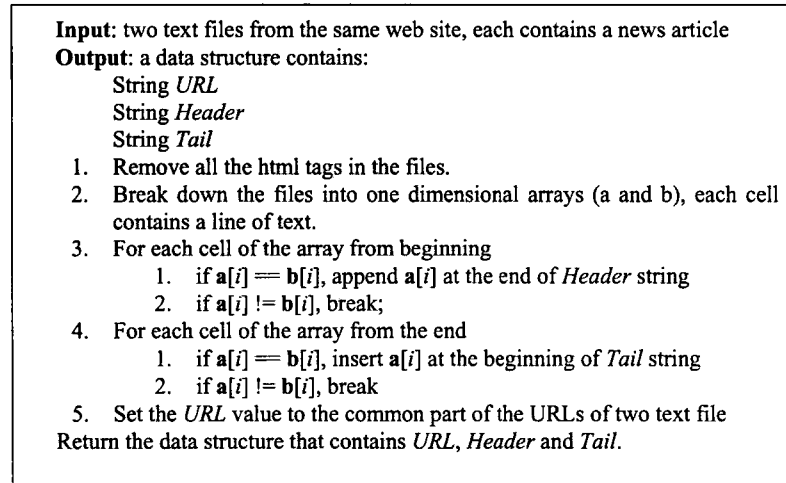 Input: two text files from the same web site, each contains a news article
Output: a data structure contains:
String URL
String Header
String Tail
1. Remove all the html tags in the files.
2. Break down the files into one dimensional arrays (a and b), each cell
contains a line of text.
3. For each cell of the array from beginning
1. if a[i] == b[i], append a[i] at the end of Header string
2. if a[i] != b[i], break;
4. For each cell of the array from the end
1. if a[i] == b[i], insert a[i] at the beginning of Tail string
2. if a[i] != b[i], break
5. Set the URL value to the common part of the URLs of two text file
Return the data structure that contains URL, Header and Tail.